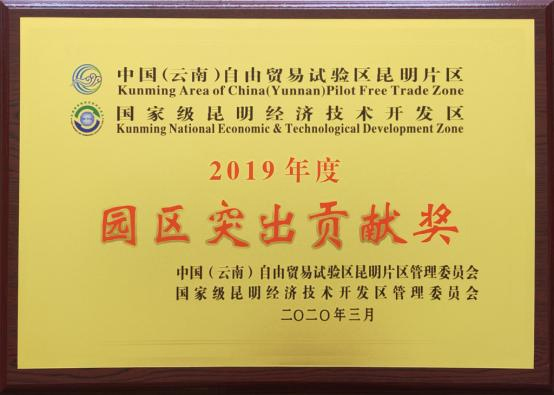 中国(云南)自由贸易试验区昆明片区
Kunming Area of China(Yunnan)Pilot Free Trade Zone
国家级昆明经济技术开发区
Kunming National Economic & Technological Development Zone
2019年度
园区突出贡献奖
中国(云南)自由贸易试验区昆明片区管理委员会
国家级昆明经济技术开发区管理委员会
二〇二〇年三月